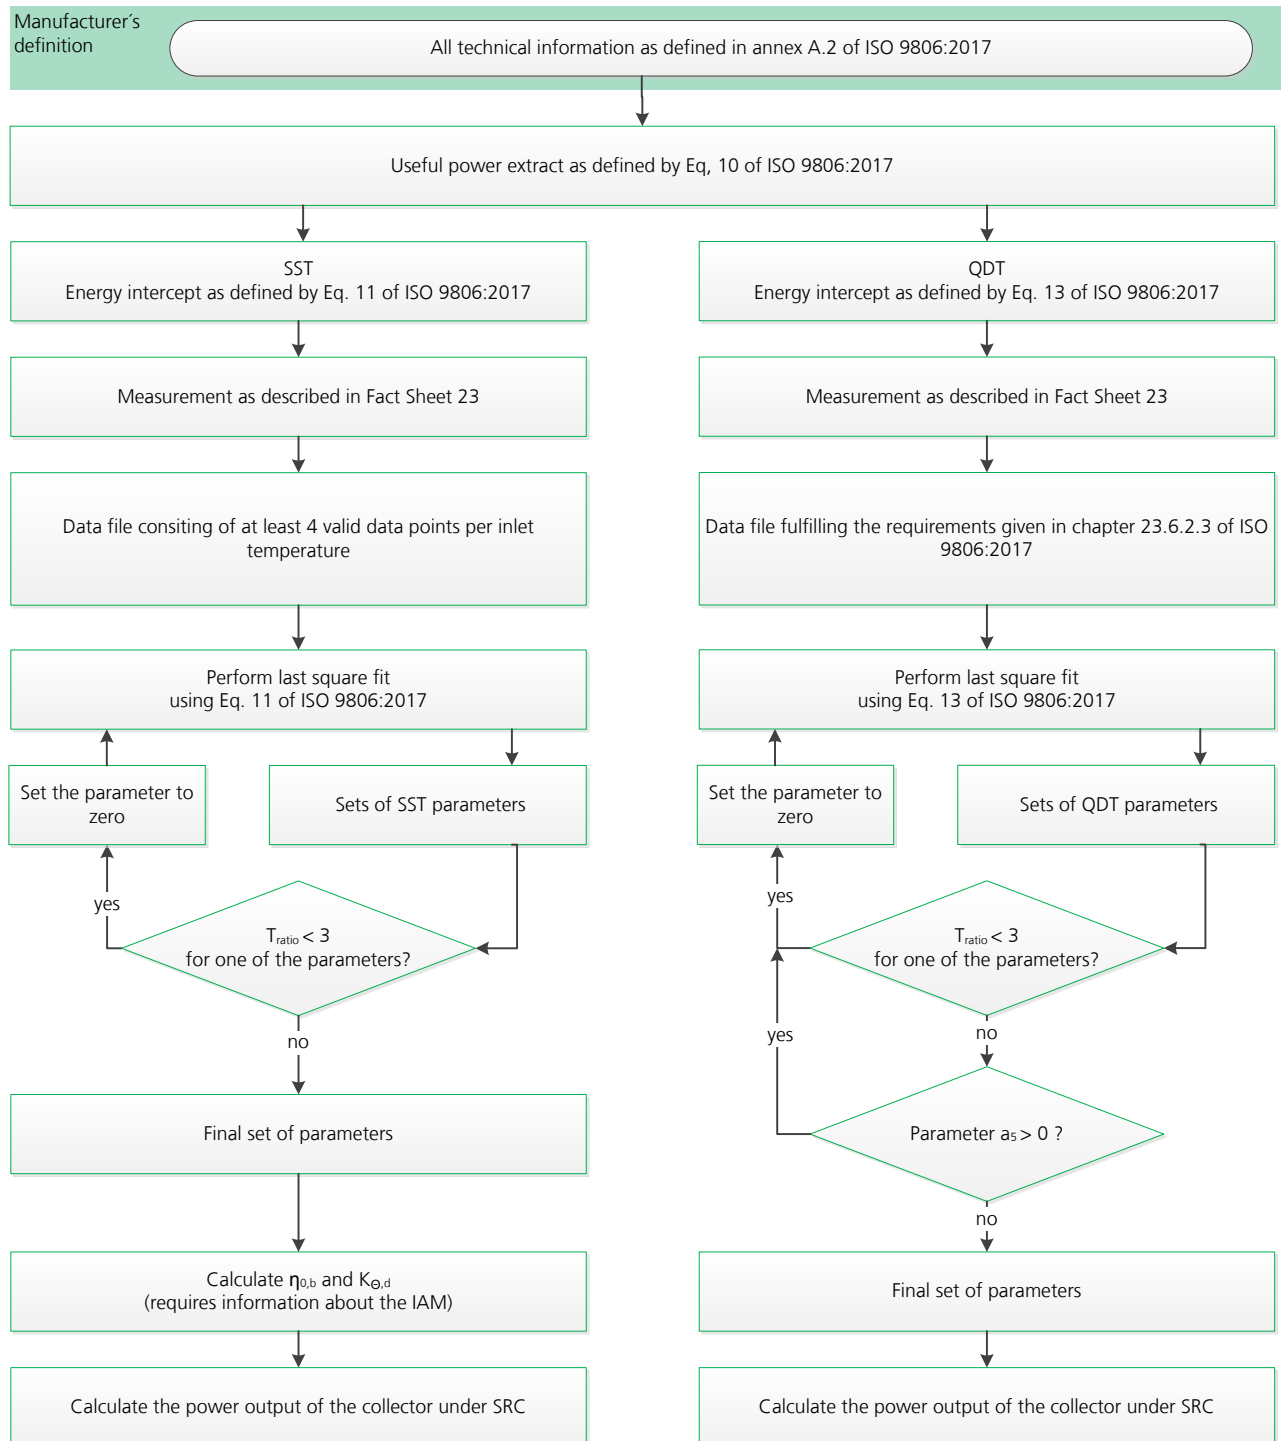 Manufacturer´s
definition
All technical information as defined in annex A.2 of ISO 9806:2017
Useful power extract as defined by Eq, 10 of ISO 9806:2017
SST
Energy intercept as defined by Eq. 11 of ISO 9806:2017
QDT
Energy intercept as defined by Eq. 13 of ISO 9806:2017
Measurement as described in Fact Sheet 23
Measurement as described in Fact Sheet 23
Data file consiting of at least 4 valid data points per inlet
temperature
Data file fulfilling the requirements given in chapter 23.6.2.3 of ISO
9806:2017
Perform last square fit
using Eq. 11 of ISO 9806:2017
Perform last square fit
using Eq. 13 of ISO 9806:2017
Set the parameter to
zero
Sets of SST parameters
Set the parameter to
zero
Sets of QDT parameters
yes
T_ratio < 3
for one of the parameters?
no
yes
T_ratio < 3
for one of the parameters?
no
yes
Parameter a₅ > 0 ?
no
Final set of parameters
Calculate η₀,b and K_Θ,d
(requires information about the IAM)
Final set of parameters
Calculate the power output of the collector under SRC
Calculate the power output of the collector under SRC